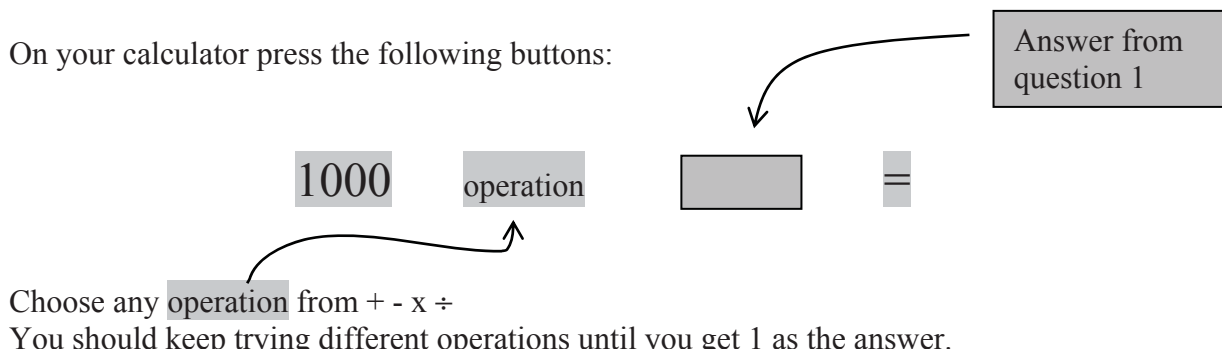 On your calculator press the following buttons:
Answer from
question 1
1000 operation =
Choose any operation from + - x ÷
You should keep trying different operations until you get 1 as the answer.